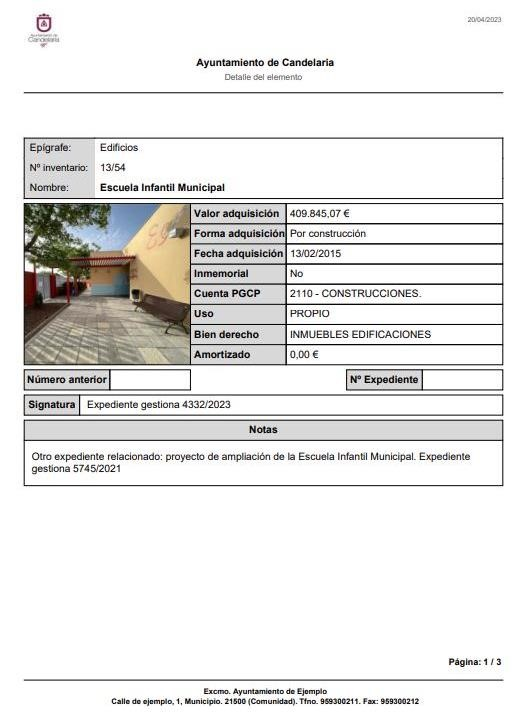 20/04/2023
Ayuntamiento de
Candelaria
Ayuntamiento de Candelaria
Detalle del elemento
Epígrafe: Edificios
Nº inventario: 13/54
Nombre: Escuela Infantil Municipal
Valor adquisición 409.845,07 €
Forma adquisición Por construcción
Fecha adquisición 13/02/2015
Inmemorial No
Cuenta PGCP 2110 - CONSTRUCCIONES.
Uso PROPIO
Bien derecho INMUEBLES EDIFICACIONES
Amortizado 0,00 €
Número anterior Nº Expediente
Signatura Expediente gestiona 4332/2023
Notas
Otro expediente relacionado: proyecto de ampliación de la Escuela Infantil Municipal. Expediente
gestiona 5745/2021
Página: 1 / 3
Excmo. Ayuntamiento de Ejemplo
Calle de ejemplo, 1, Municipio. 21500 (Comunidad). Tfno. 959300211. Fax: 959300212